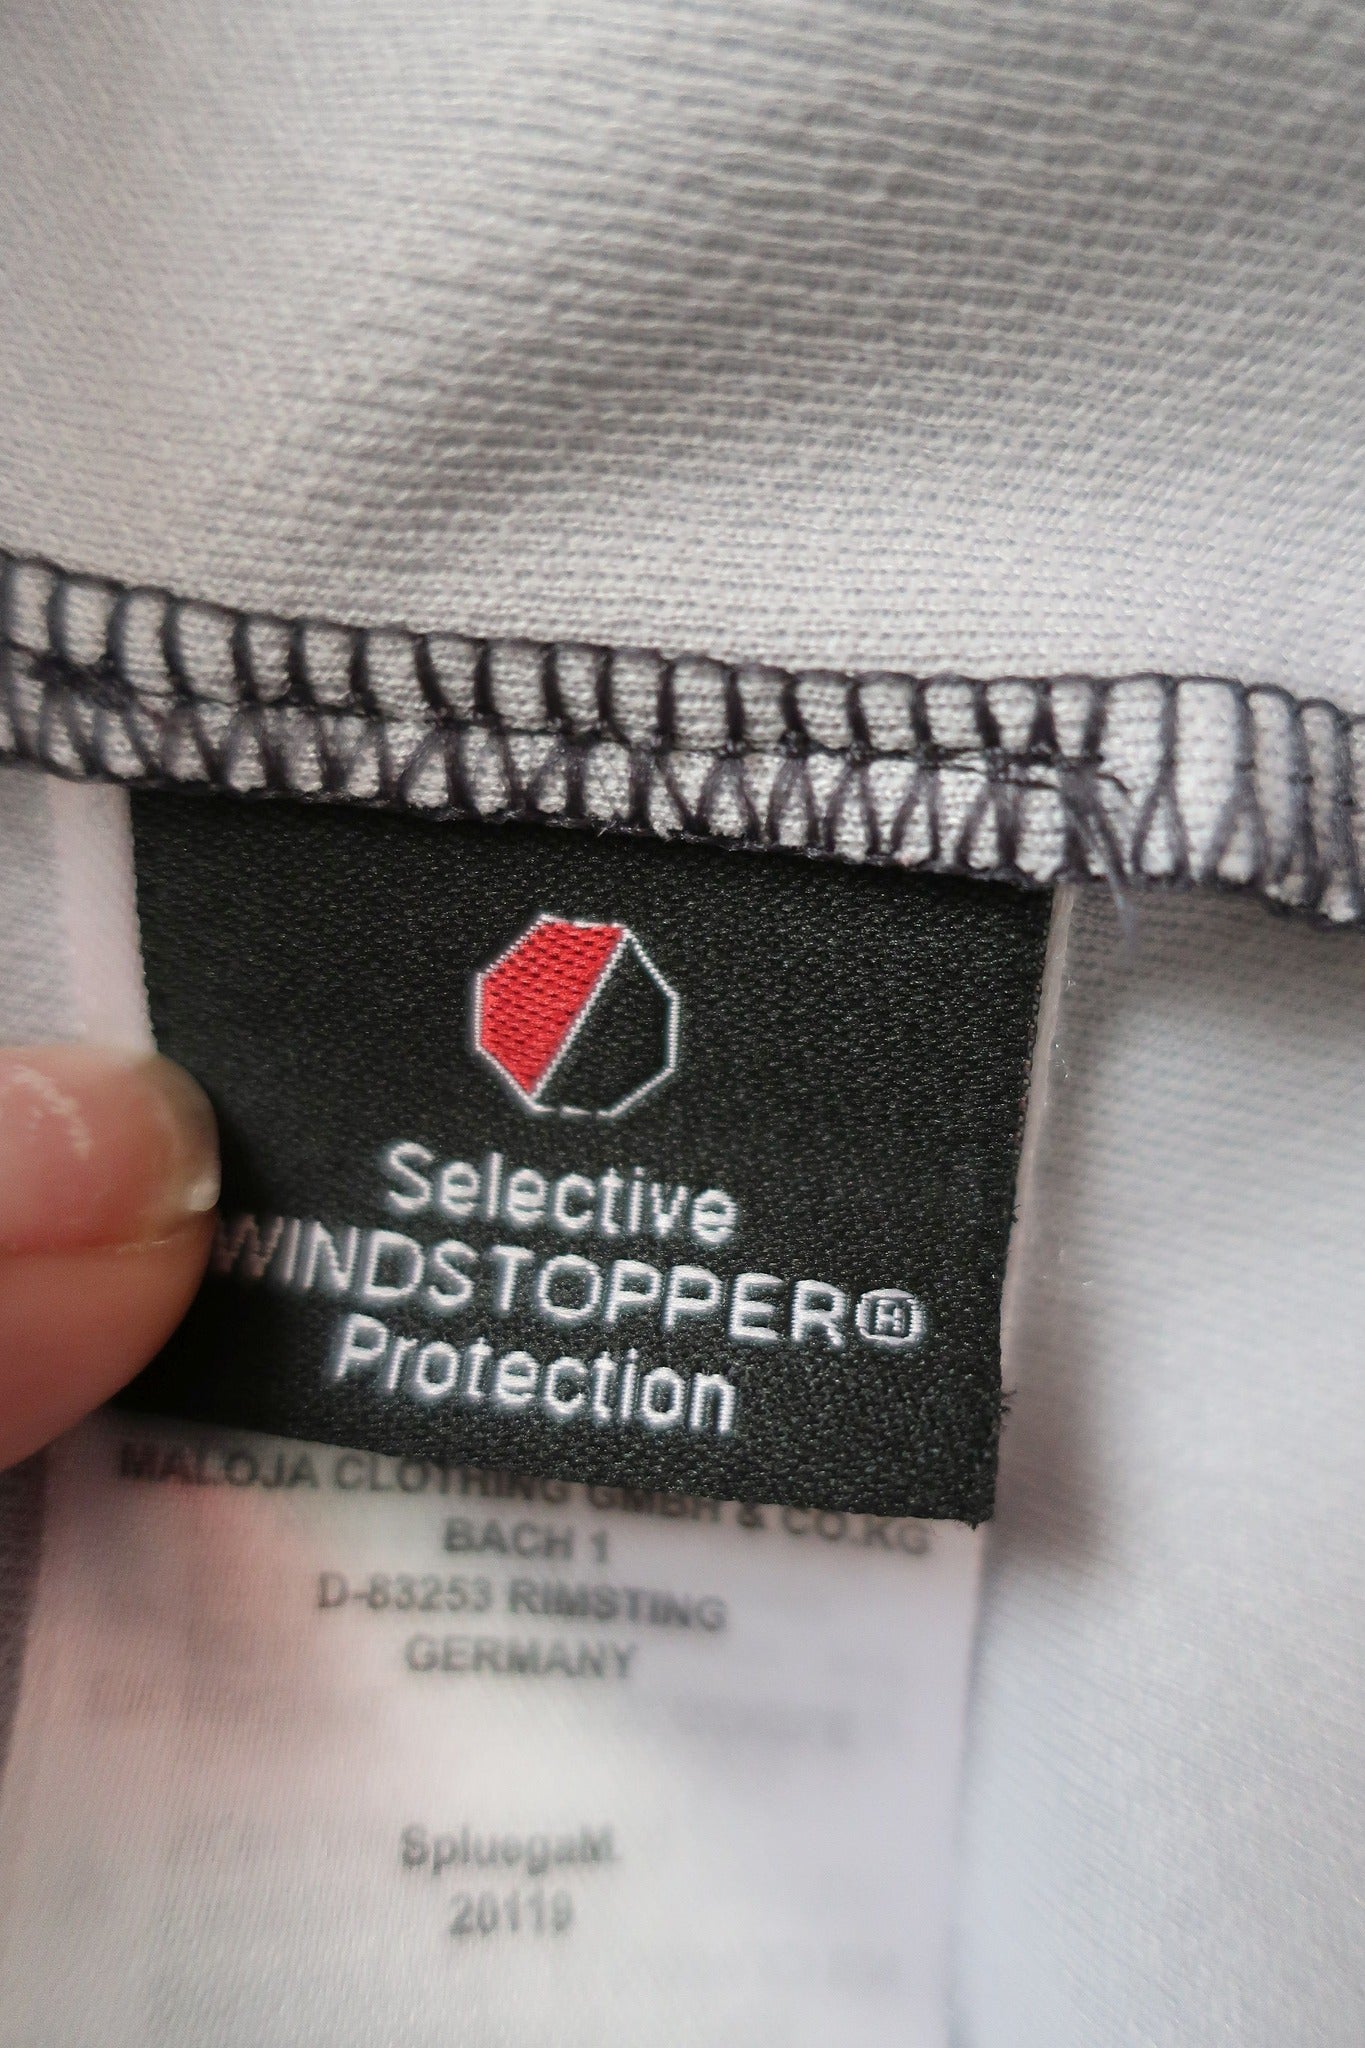 Selective
WINDSTOPPER®
Protection
MALOJA CLOTHING GMBH & CO.KG
BACH 1
D-83253 RIMSTING
GERMANY
SpluegaM.
20119